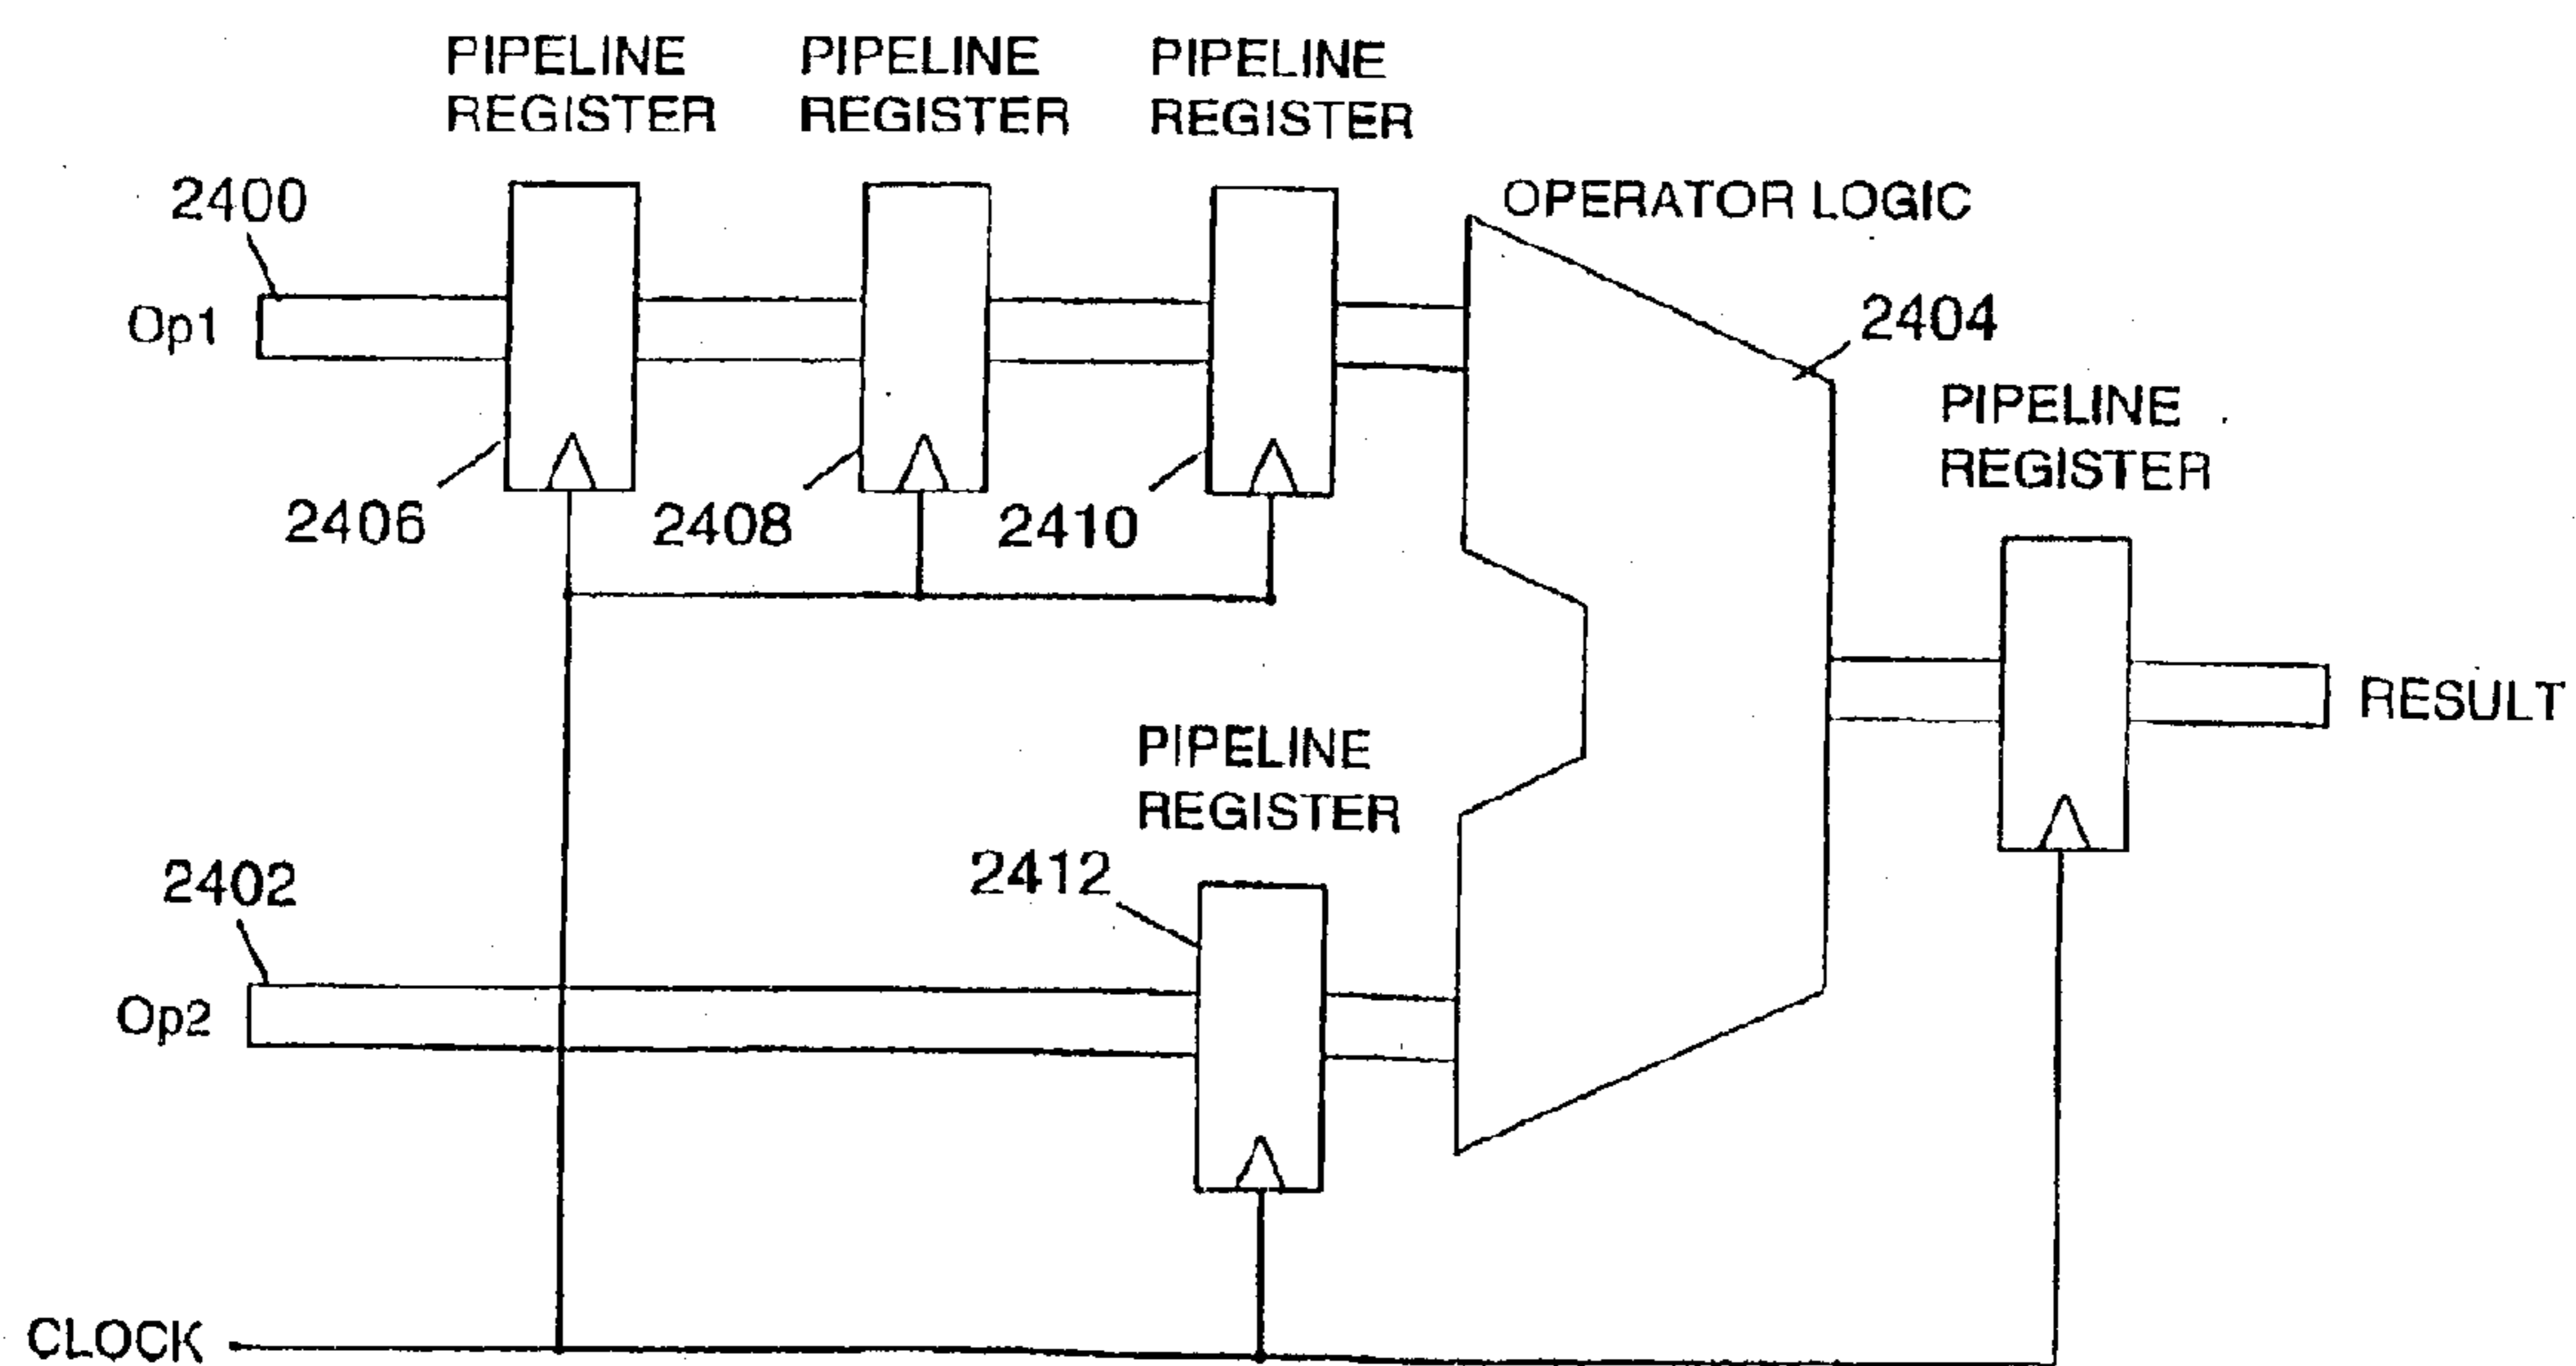 PIPELINE
REGISTER
PIPELINE
REGISTER
PIPELINE
REGISTER
2400
OPERATOR LOGIC
Op1
2404
PIPELINE
REGISTER
2406
2408
2410
RESULT
PIPELINE
REGISTER
2402
2412
Op2
CLOCK